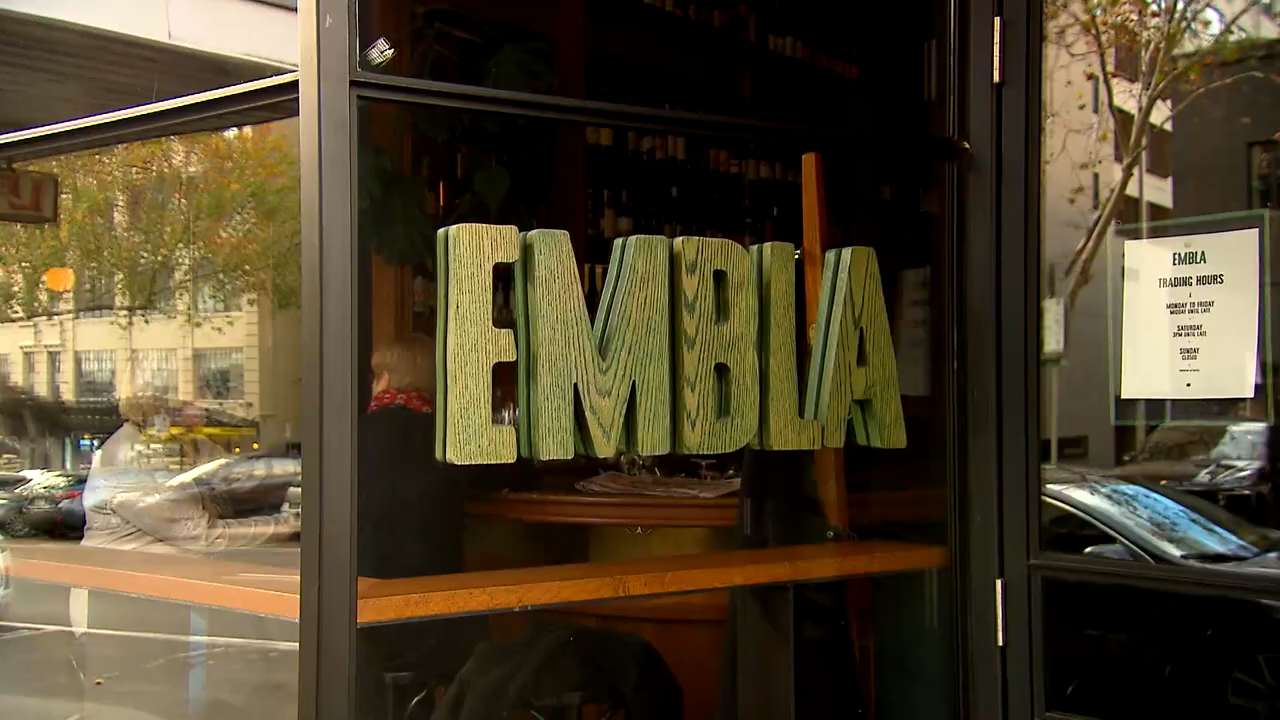 EMBLA
EMBLA
TRADING HOURS
MONDAY TO FRIDAY
MIDDAY UNTIL LATE
SATURDAY
3PM UNTIL LATE
SUNDAY
CLOSED